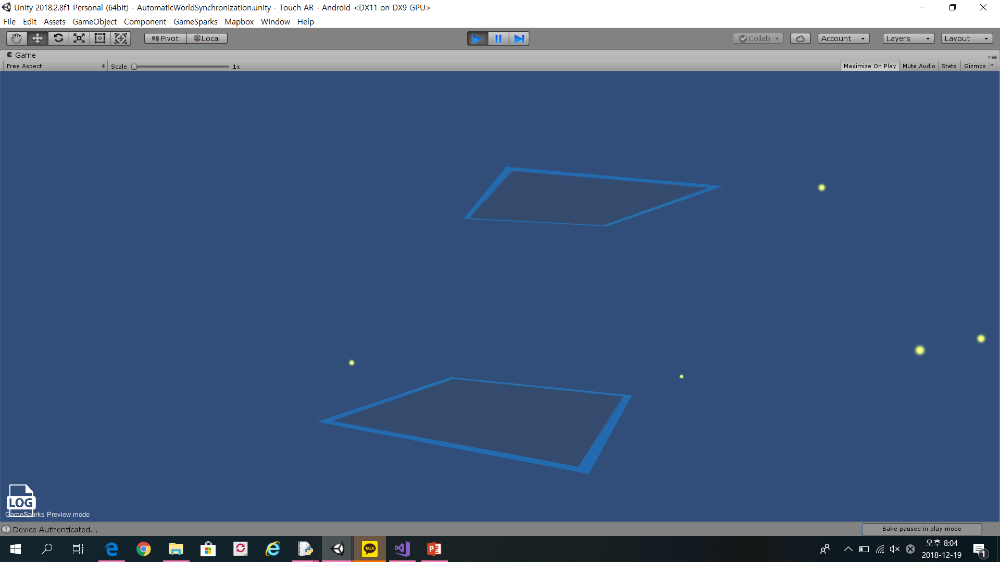 Unity 2018.2.8f1 Personal (64bit) - AutomaticWorldSynchronization.unity - Touch AR - Android <DX11 on DX9 GPU>
File Edit Assets GameObject Component GameSparks Mapbox Window Help
Pivot Local Collab Account Layers Layout
Game
Free Aspect Scale 1x Maximize On Play Mute Audio Stats Gizmos
LOG
GameSparks Preview mode
Device Authenticated... Bake paused in play mode
TALK
오후 8:04
2018-12-19
1